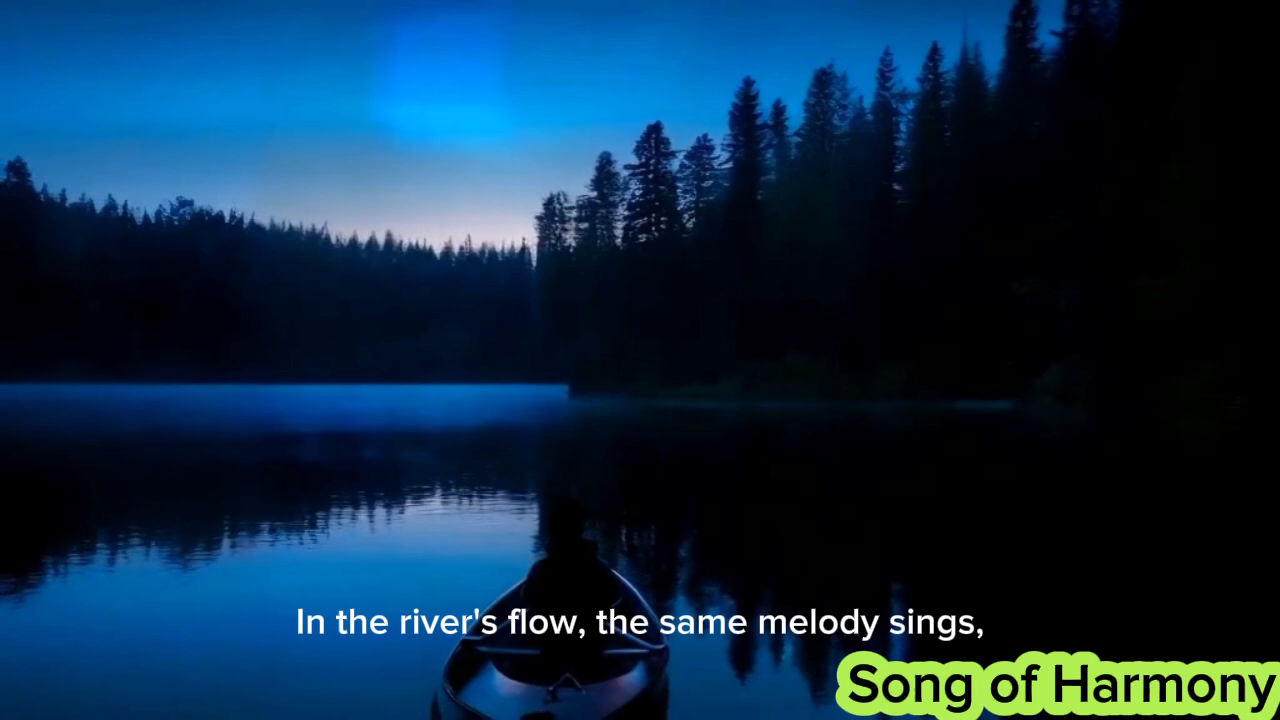 In the river's flow, the same melody sings,
Song of Harmony